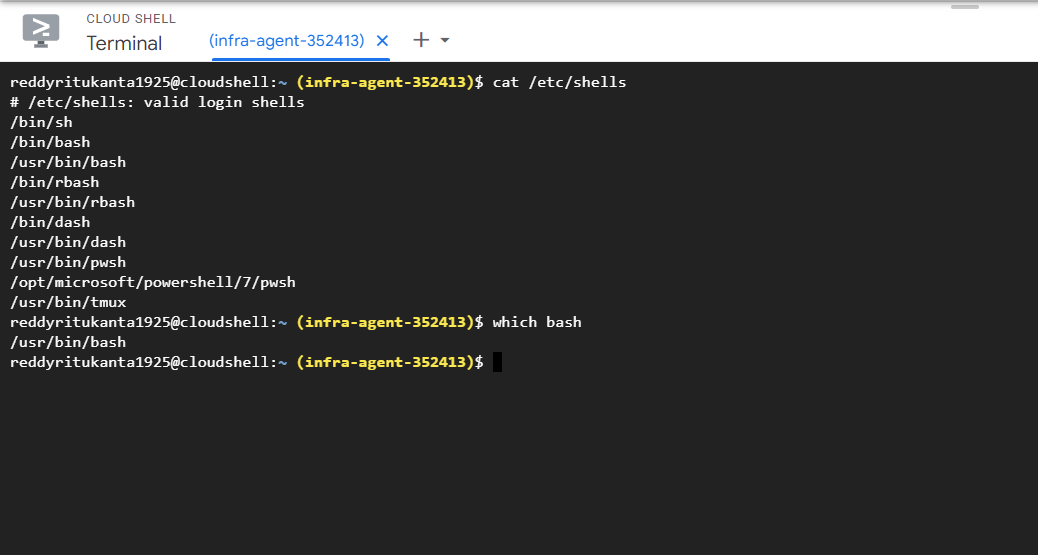 CLOUD SHELL
Terminal
(infra-agent-352413)
reddyritukanta1925@cloudshell:~ (infra-agent-352413)$ cat /etc/shells
# /etc/shells: valid login shells
/bin/sh
/bin/bash
/usr/bin/bash
/bin/rbash
/usr/bin/rbash
/bin/dash
/usr/bin/dash
/usr/bin/pwsh
/opt/microsoft/powershell/7/pwsh
/usr/bin/tmux
reddyritukanta1925@cloudshell:~ (infra-agent-352413)$ which bash
/usr/bin/bash
reddyritukanta1925@cloudshell:~ (infra-agent-352413)$